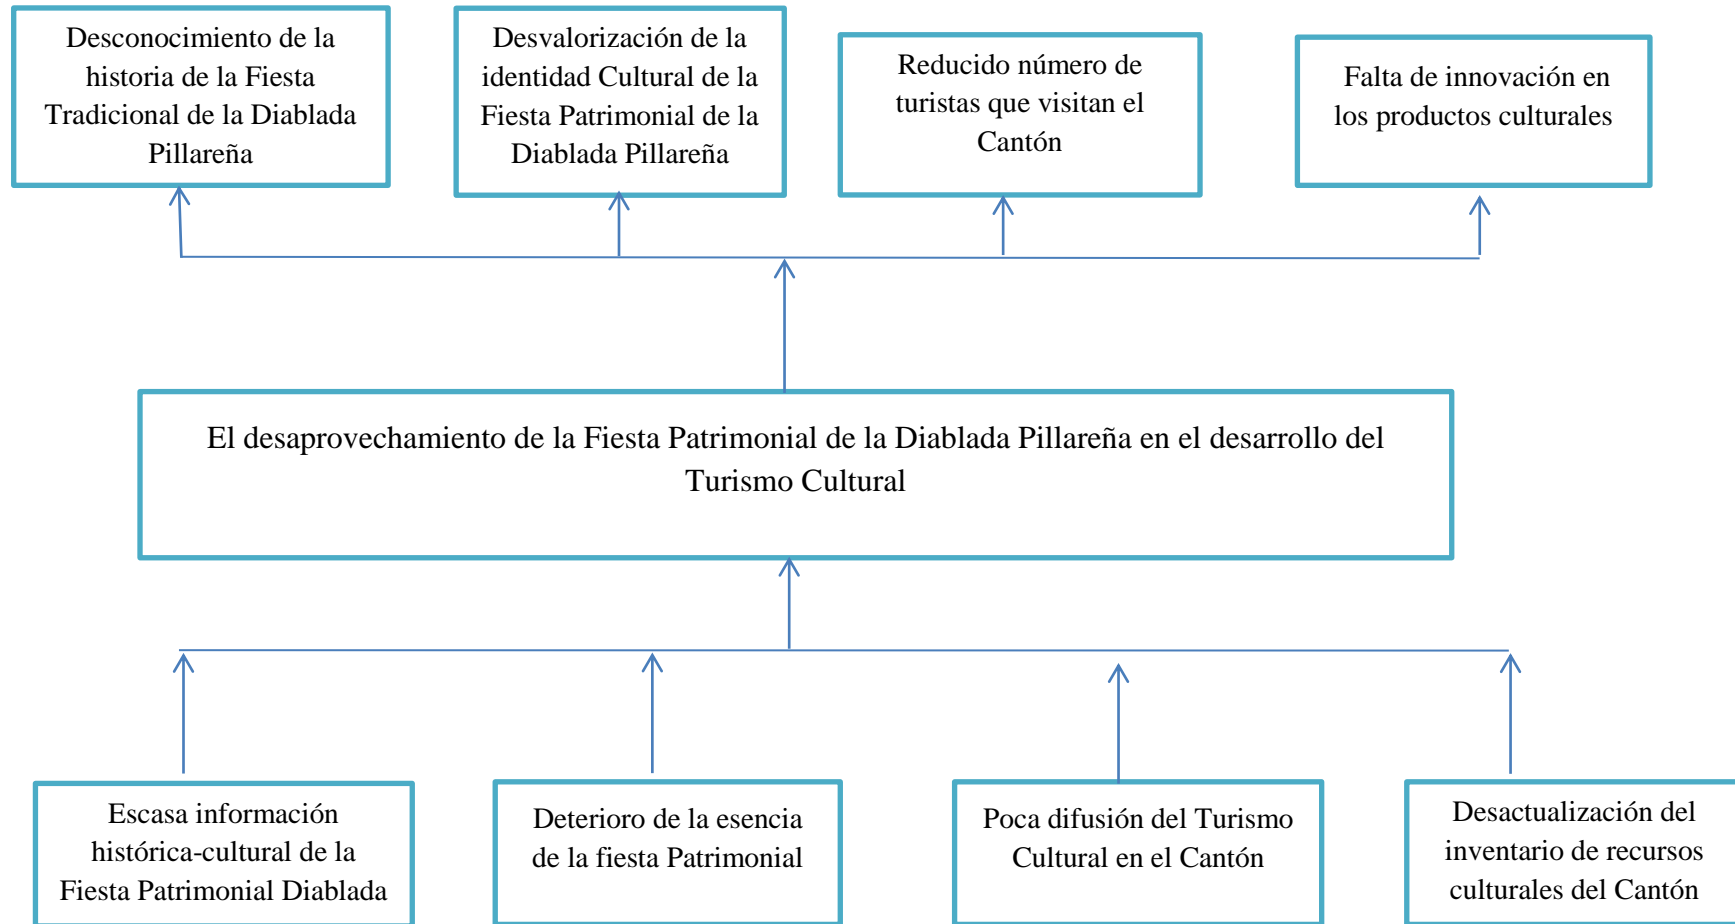 Desconocimiento de la
historia de la Fiesta
Tradicional de la Diablada
Pillareña
Desvalorización de la
identidad Cultural de la
Fiesta Patrimonial de la
Diablada Pillareña
Reducido número de
turistas que visitan el
Cantón
Falta de innovación en
los productos culturales
El desaprovechamiento de la Fiesta Patrimonial de la Diablada Pillareña en el desarrollo del
Turismo Cultural
Escasa información
histórica-cultural de la
Fiesta Patrimonial Diablada
Deterioro de la esencia
de la fiesta Patrimonial
Poca difusión del Turismo
Cultural en el Cantón
Desactualización del
inventario de recursos
culturales del Cantón